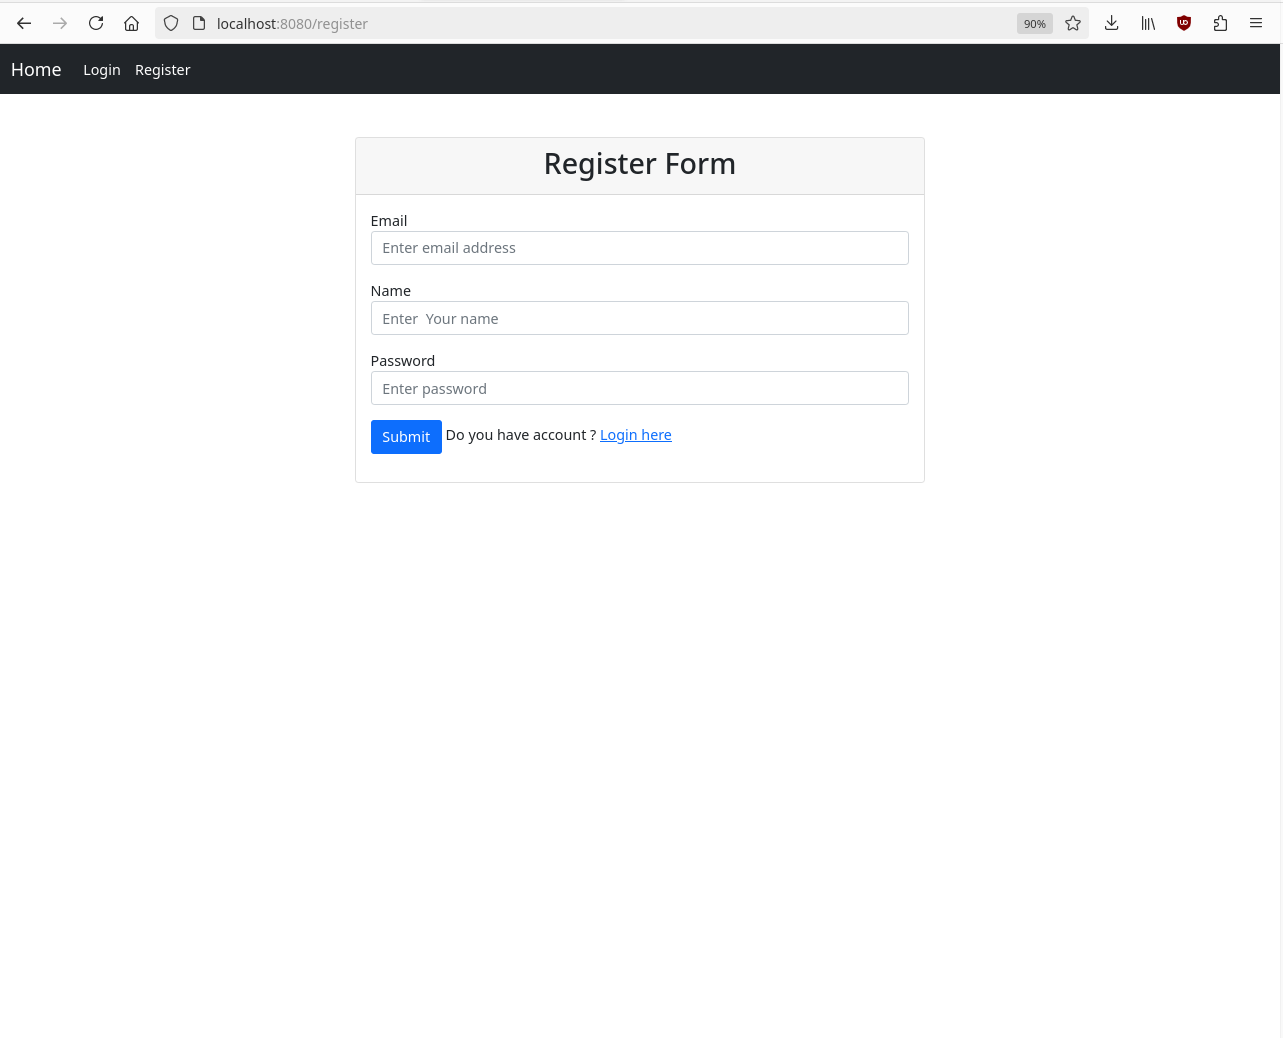 localhost:8080/register 90%
Home Login Register
Register Form
Email
Enter email address
Name
Enter  Your name
Password
Enter password
Submit Do you have account ? Login here